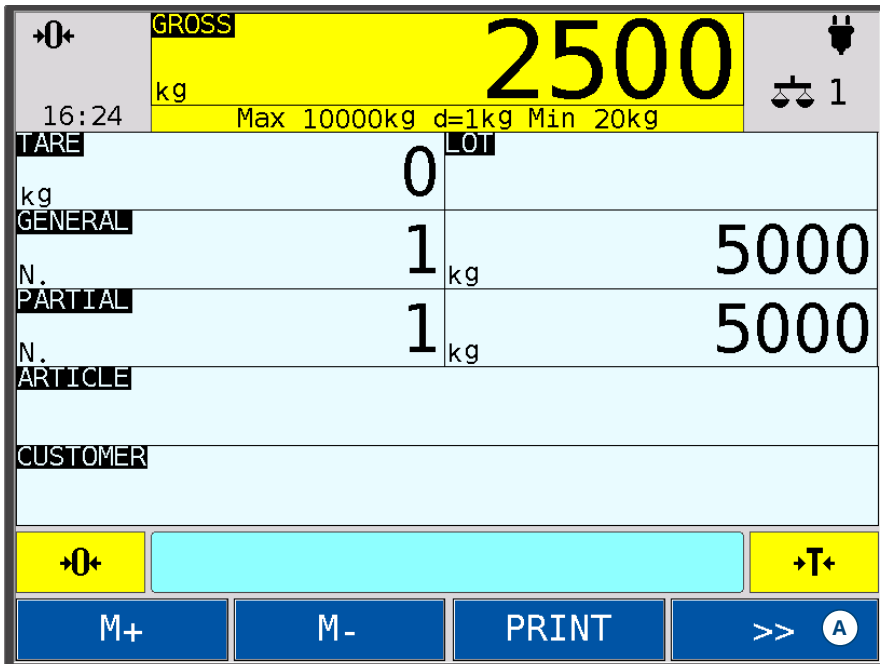 →0←
GROSS
2500
kg
1
16:24
Max 10000kg d=1kg Min 20kg
TARE
kg
0
LOT
GENERAL
N.
1
kg
5000
PARTIAL
N.
1
kg
5000
ARTICLE
CUSTOMER
→0←
→T←
M+
M-
PRINT
>>
A